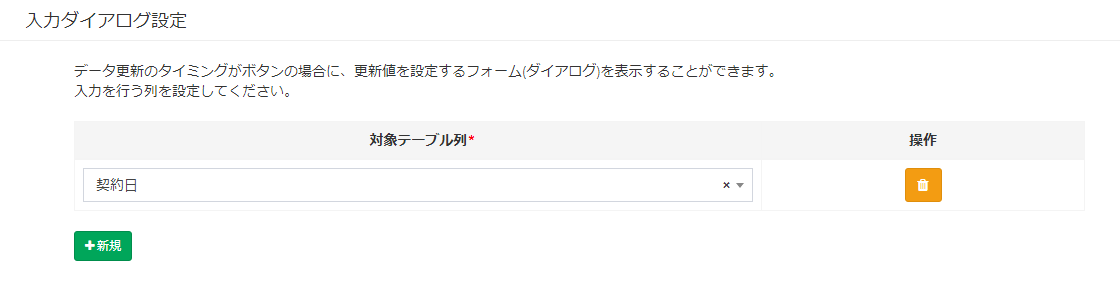 入力ダイアログ設定
データ更新のタイミングがボタンの場合に、更新値を設定するフォーム(ダイアログ)を表示することができます。
入力を行う列を設定してください。
対象テーブル列* 操作
契約日 ×
+新規